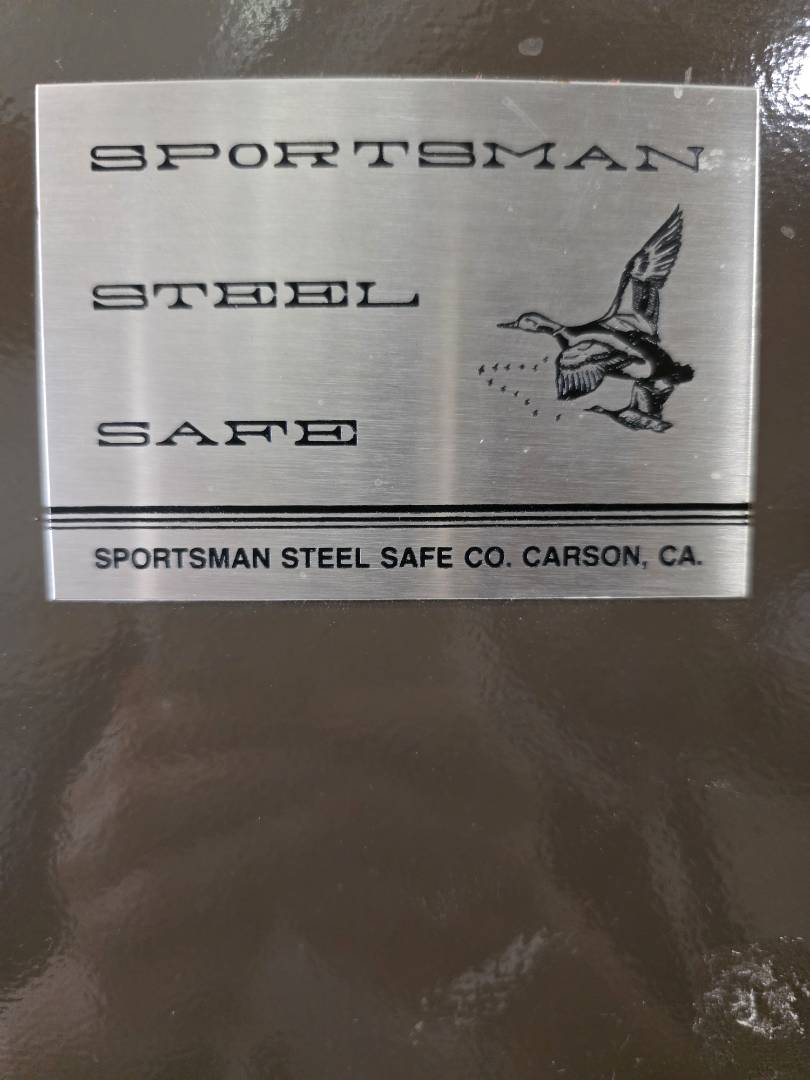 SPORTSMAN
STEEL
SAFE
SPORTSMAN STEEL SAFE CO. CARSON, CA.